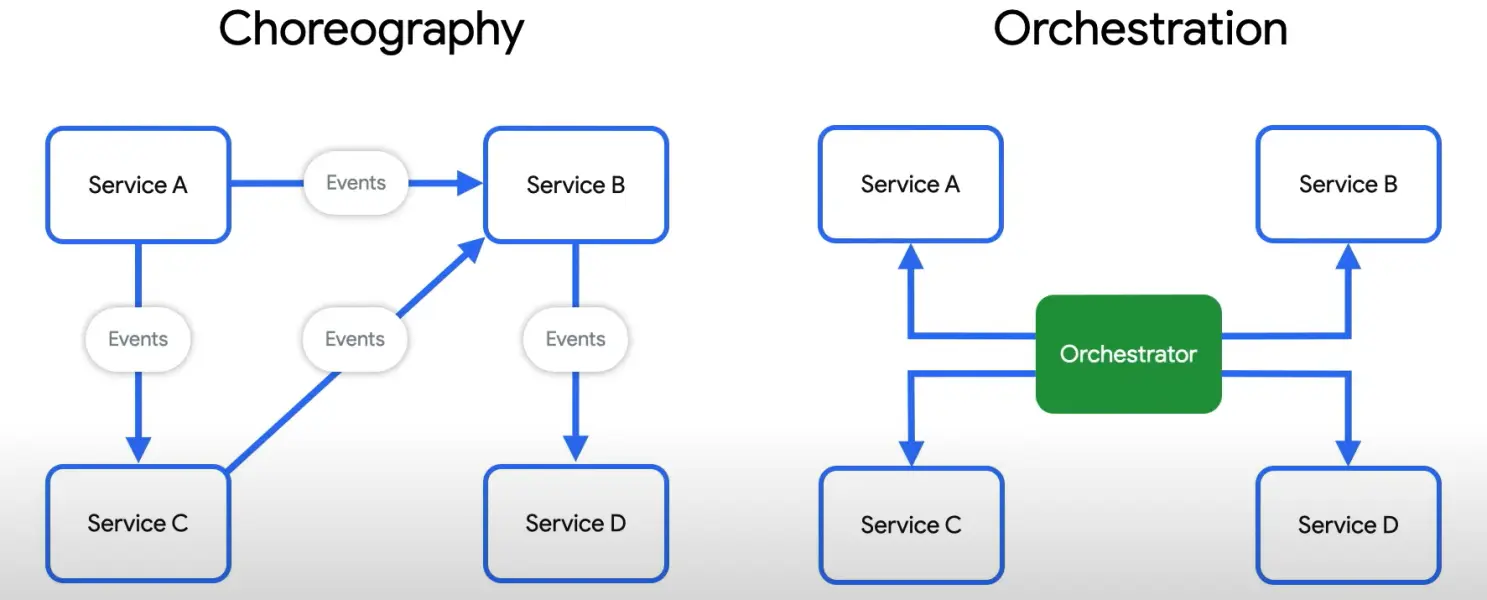 Choreography
Orchestration
Service A
Events
Service B
Events
Events
Events
Service C
Service D
Service A
Service B
Orchestrator
Service C
Service D